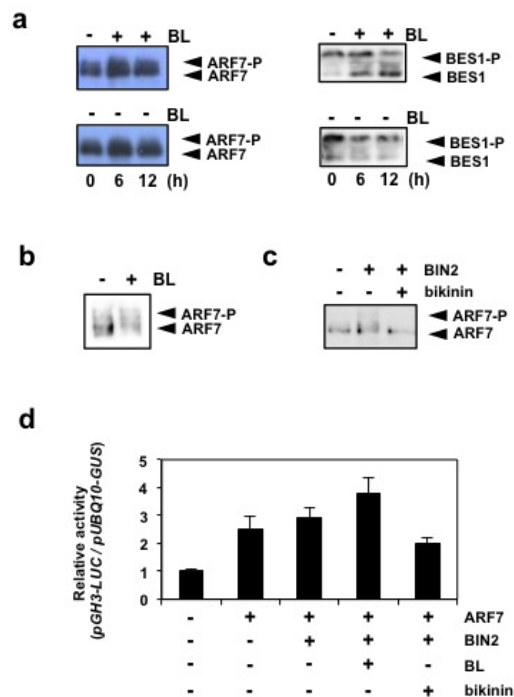 a
- + + BL
ARF7-P
ARF7
- - - BL
ARF7-P
ARF7
0 6 12 (h)
- + + BL
BES1-P
BES1
- - - BL
BES1-P
BES1
0 6 12 (h)
b
- + BL
ARF7-P
ARF7
c
- + + BIN2
- - + bikinin
ARF7-P
ARF7
d
Relative activity
(pGH3-LUC / pUBQ10-GUS)
5
4
3
2
1
0
- + + + + ARF7
- - + + + BIN2
- - - + - BL
- - - - + bikinin